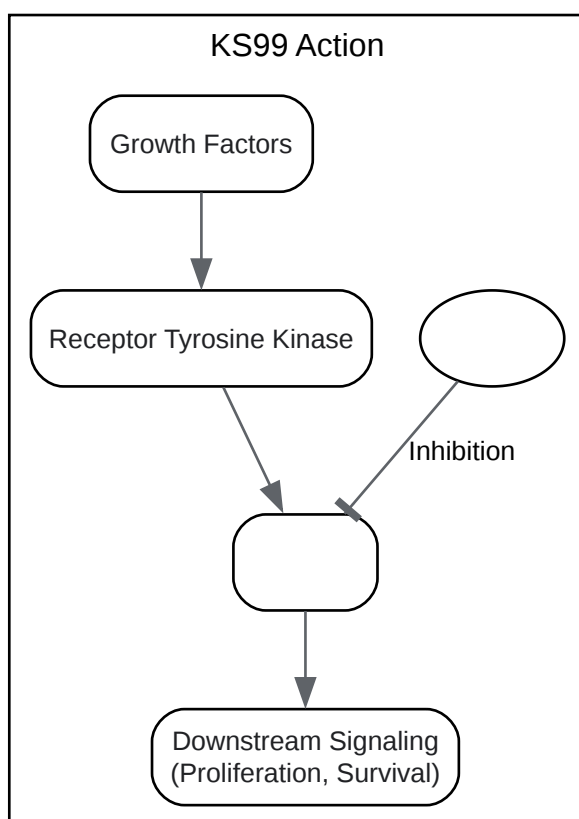 KS99 Action
Growth Factors
Receptor Tyrosine Kinase
Inhibition
Downstream Signaling
(Proliferation, Survival)